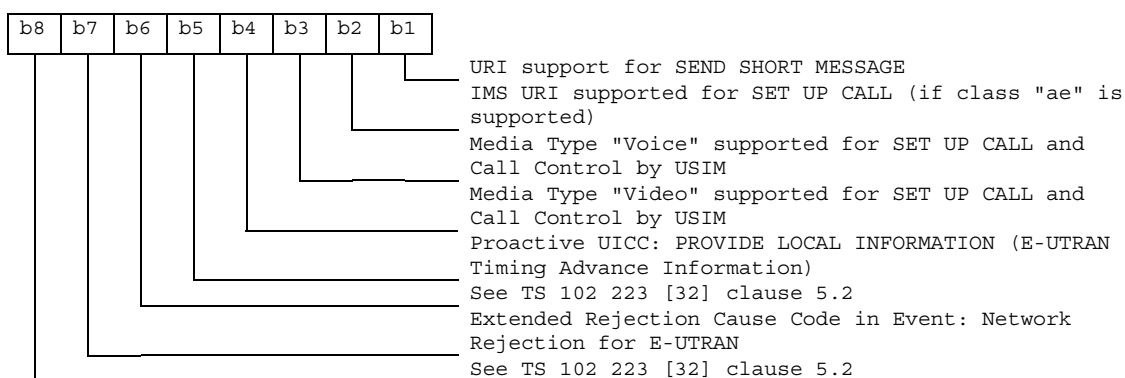 b8 b7 b6 b5 b4 b3 b2 b1
URI support for SEND SHORT MESSAGE
IMS URI supported for SET UP CALL (if class "ae" is
supported)
Media Type "Voice" supported for SET UP CALL and
Call Control by USIM
Media Type "Video" supported for SET UP CALL and
Call Control by USIM
Proactive UICC: PROVIDE LOCAL INFORMATION (E-UTRAN
Timing Advance Information)
See TS 102 223 [32] clause 5.2
Extended Rejection Cause Code in Event: Network
Rejection for E-UTRAN
See TS 102 223 [32] clause 5.2